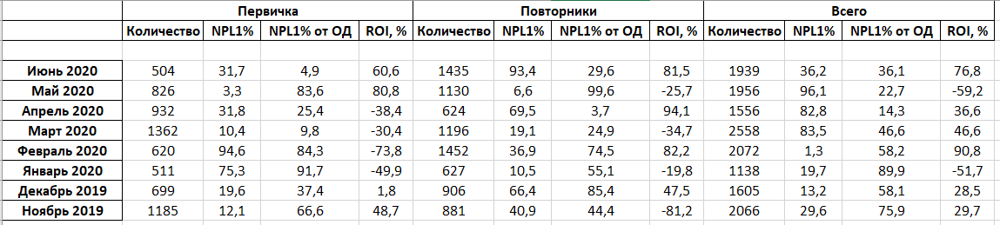 Первичка Повторники Всего
Количество NPL1% NPL1% от ОД ROI, % Количество NPL1% NPL1% от ОД ROI, % Количество NPL1% NPL1% от ОД ROI, %
Июнь 2020 504 31,7 4,9 60,6 1435 93,4 29,6 81,5 1939 36,2 36,1 76,8
Май 2020 826 3,3 83,6 80,8 1130 6,6 99,6 -25,7 1956 96,1 22,7 -59,2
Апрель 2020 932 31,8 25,4 -38,4 624 69,5 3,7 94,1 1556 82,8 14,3 36,6
Март 2020 1362 10,4 9,8 -30,4 1196 19,1 24,9 -34,7 2558 83,5 46,6 46,6
Февраль 2020 620 94,6 84,3 -73,8 1452 36,9 74,5 82,2 2072 1,3 58,2 90,8
Январь 2020 511 75,3 91,7 -49,9 627 10,5 55,1 -19,8 1138 19,7 89,9 -51,7
Декабрь 2019 699 19,6 37,4 1,8 906 66,4 85,4 47,5 1605 13,2 58,1 28,5
Ноябрь 2019 1185 12,1 66,6 48,7 881 40,9 44,4 -81,2 2066 29,6 75,9 29,7